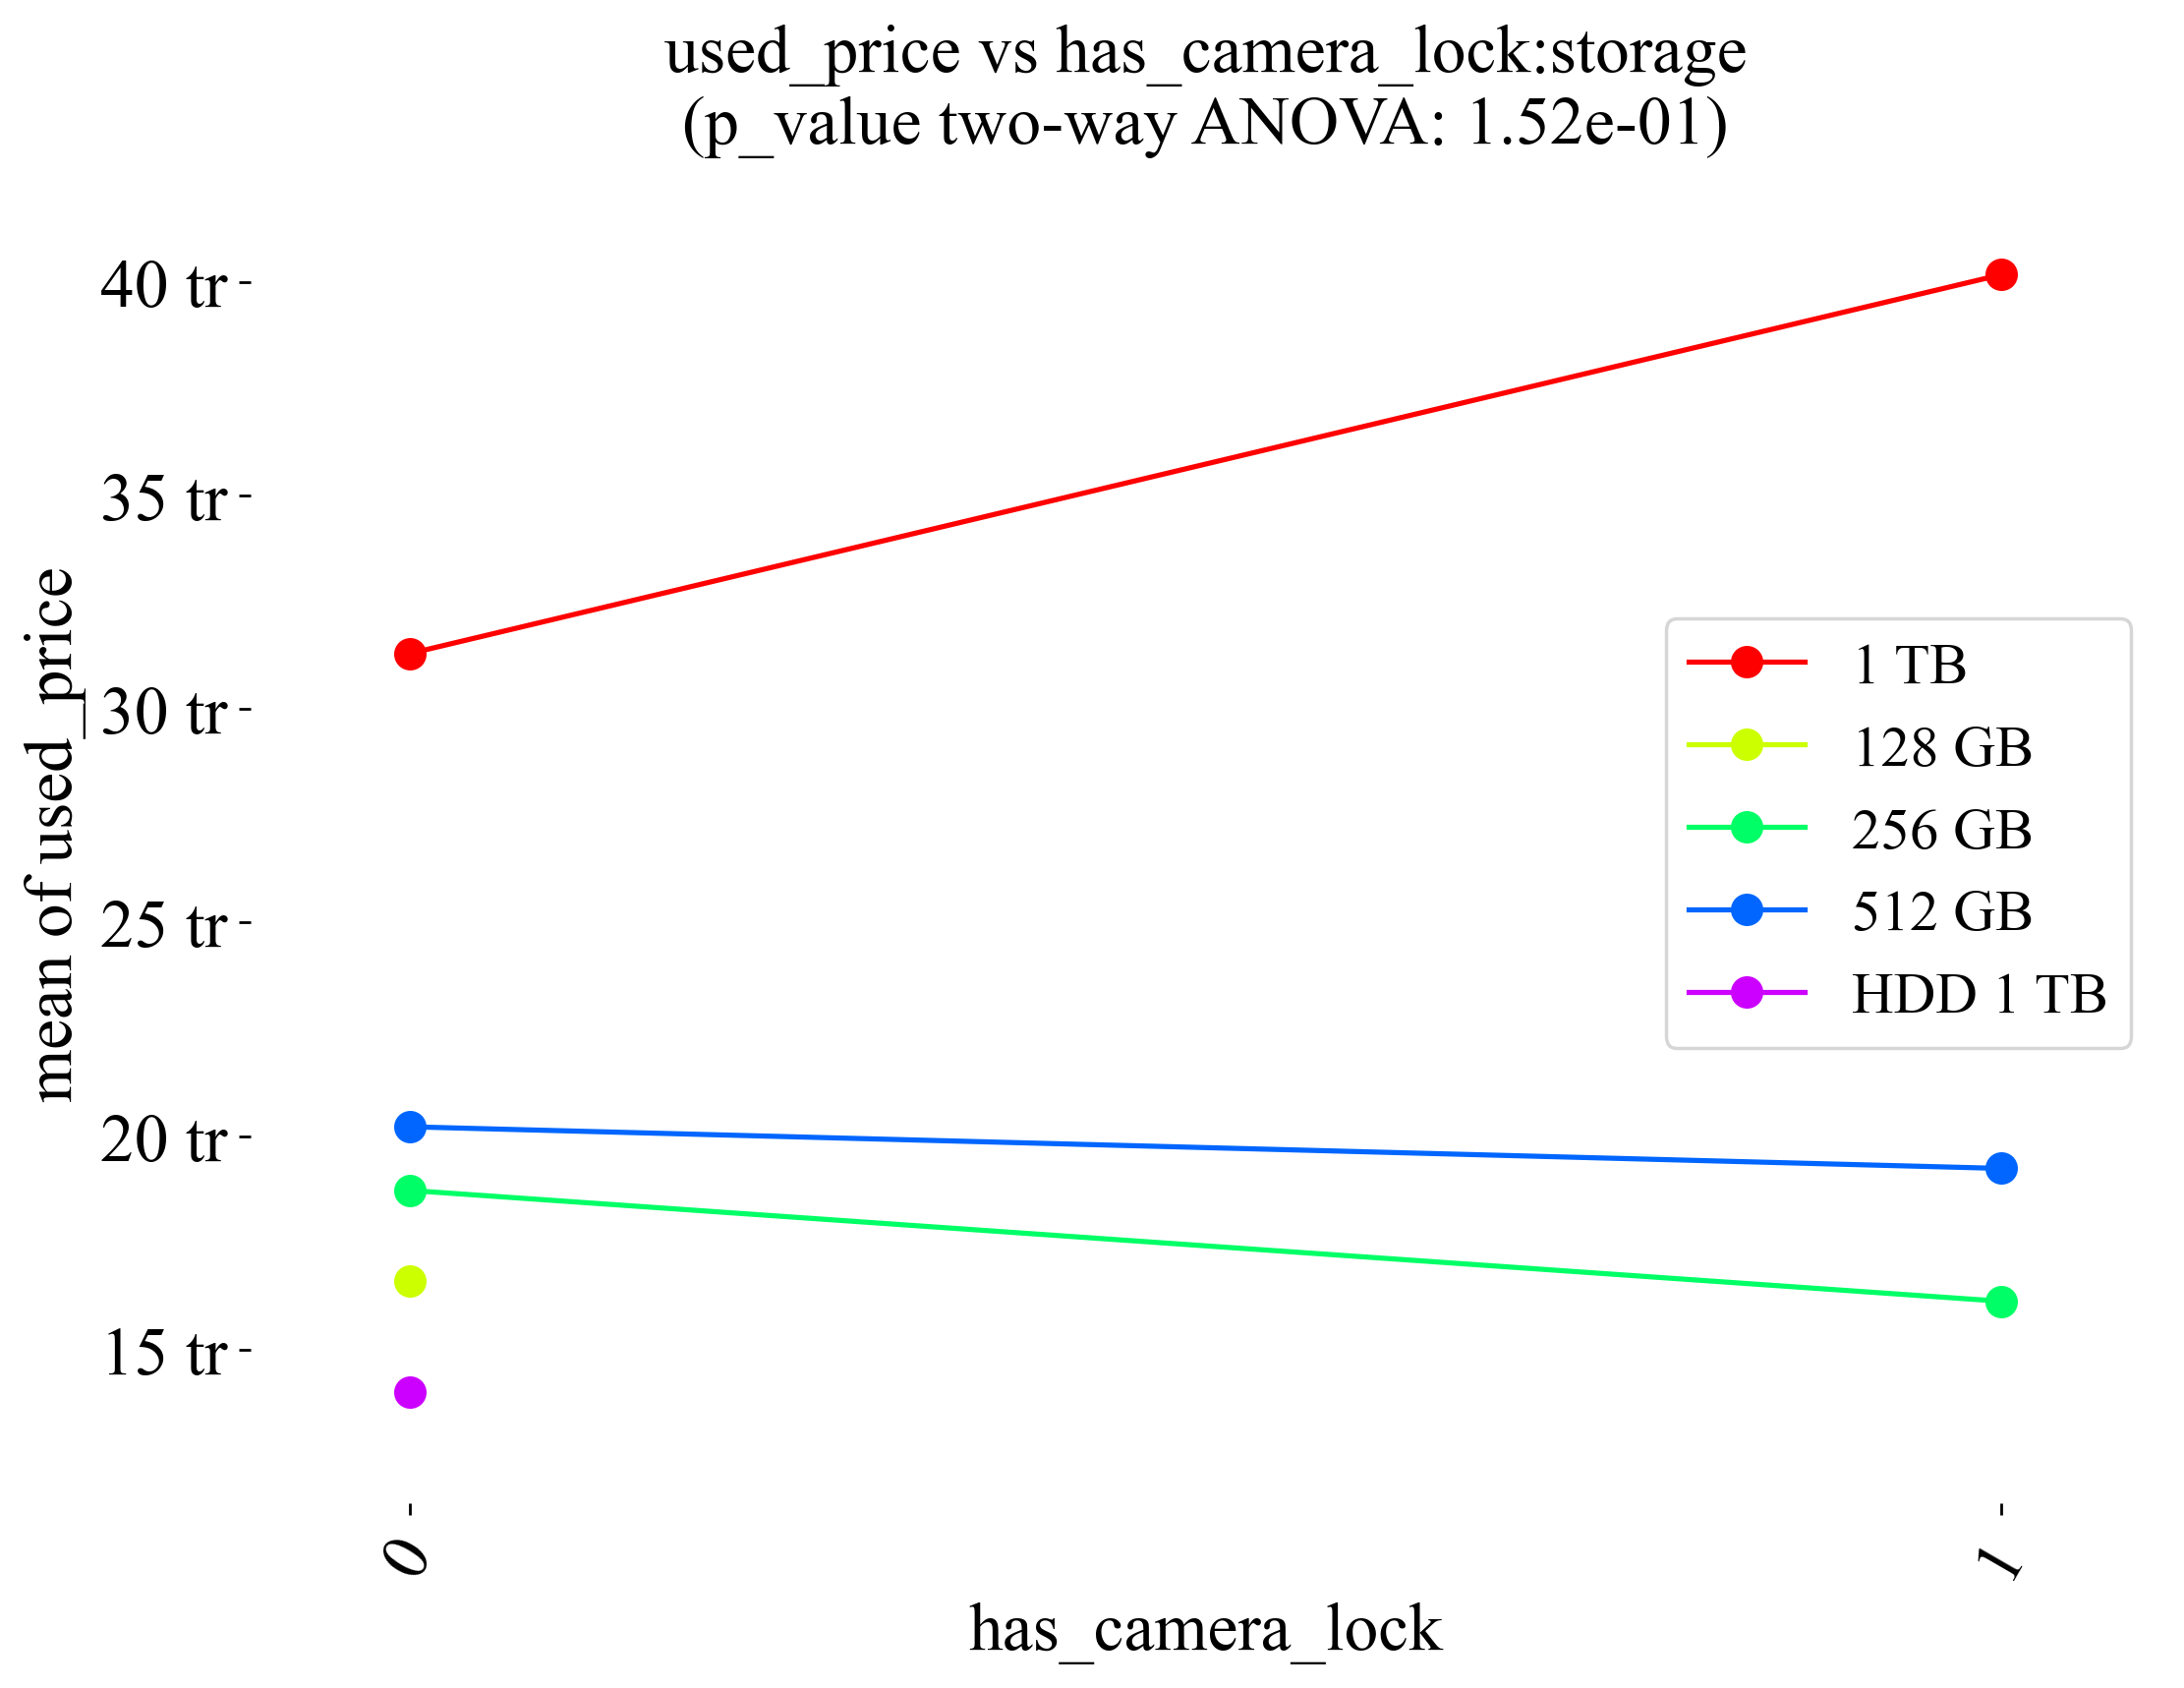 used_price vs has_camera_lock:storage
(p_value two-way ANOVA: 1.52e-01)
mean of used_price
40 tr
35 tr
30 tr
25 tr
20 tr
15 tr
1 TB
128 GB
256 GB
512 GB
HDD 1 TB
0
1
has_camera_lock